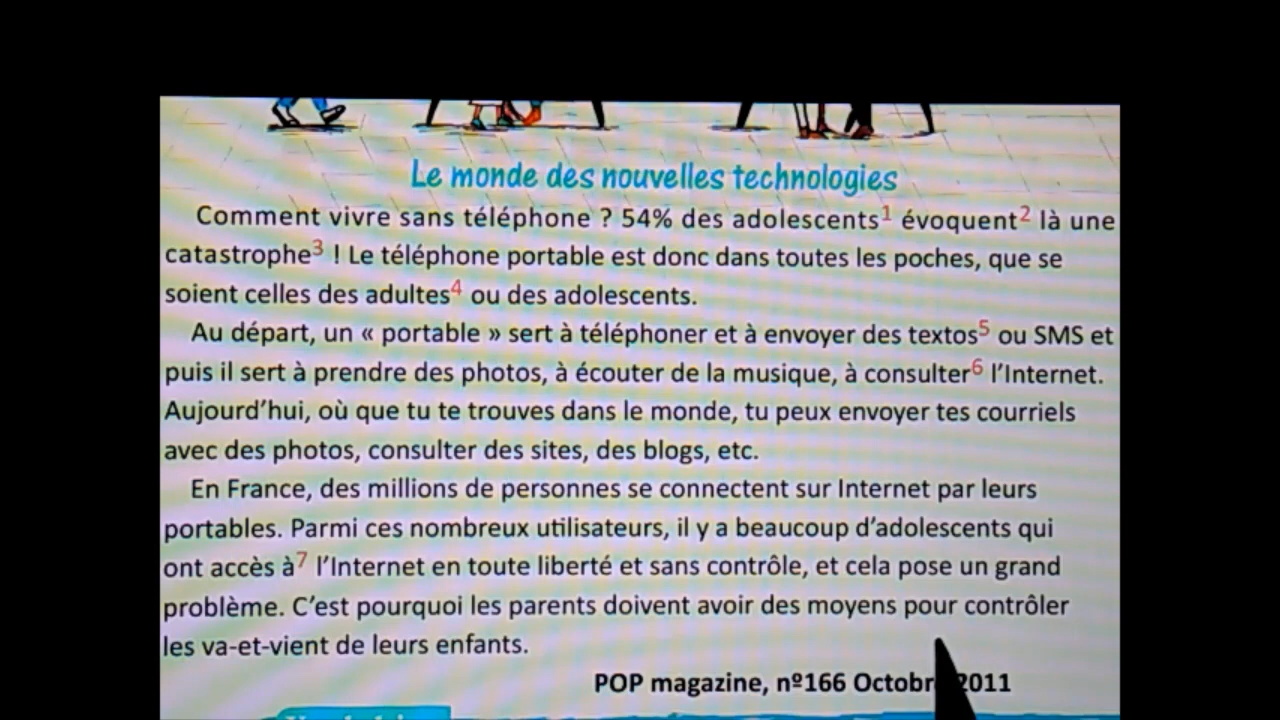 Le monde des nouvelles technologies
Comment vivre sans téléphone ? 54% des adolescents1 évoquent2 là une
catastrophe3 ! Le téléphone portable est donc dans toutes les poches, que se
soient celles des adultes4 ou des adolescents.
Au départ, un « portable » sert à téléphoner et à envoyer des textos5 ou SMS et
puis il sert à prendre des photos, à écouter de la musique, à consulter6 l'Internet.
Aujourd'hui, où que tu te trouves dans le monde, tu peux envoyer tes courriels
avec des photos, consulter des sites, des blogs, etc.
En France, des millions de personnes se connectent sur Internet par leurs
portables. Parmi ces nombreux utilisateurs, il y a beaucoup d'adolescents qui
ont accès à7 l'Internet en toute liberté et sans contrôle, et cela pose un grand
problème. C'est pourquoi les parents doivent avoir des moyens pour contrôler
les va-et-vient de leurs enfants.
POP magazine, nº166 Octobre 2011